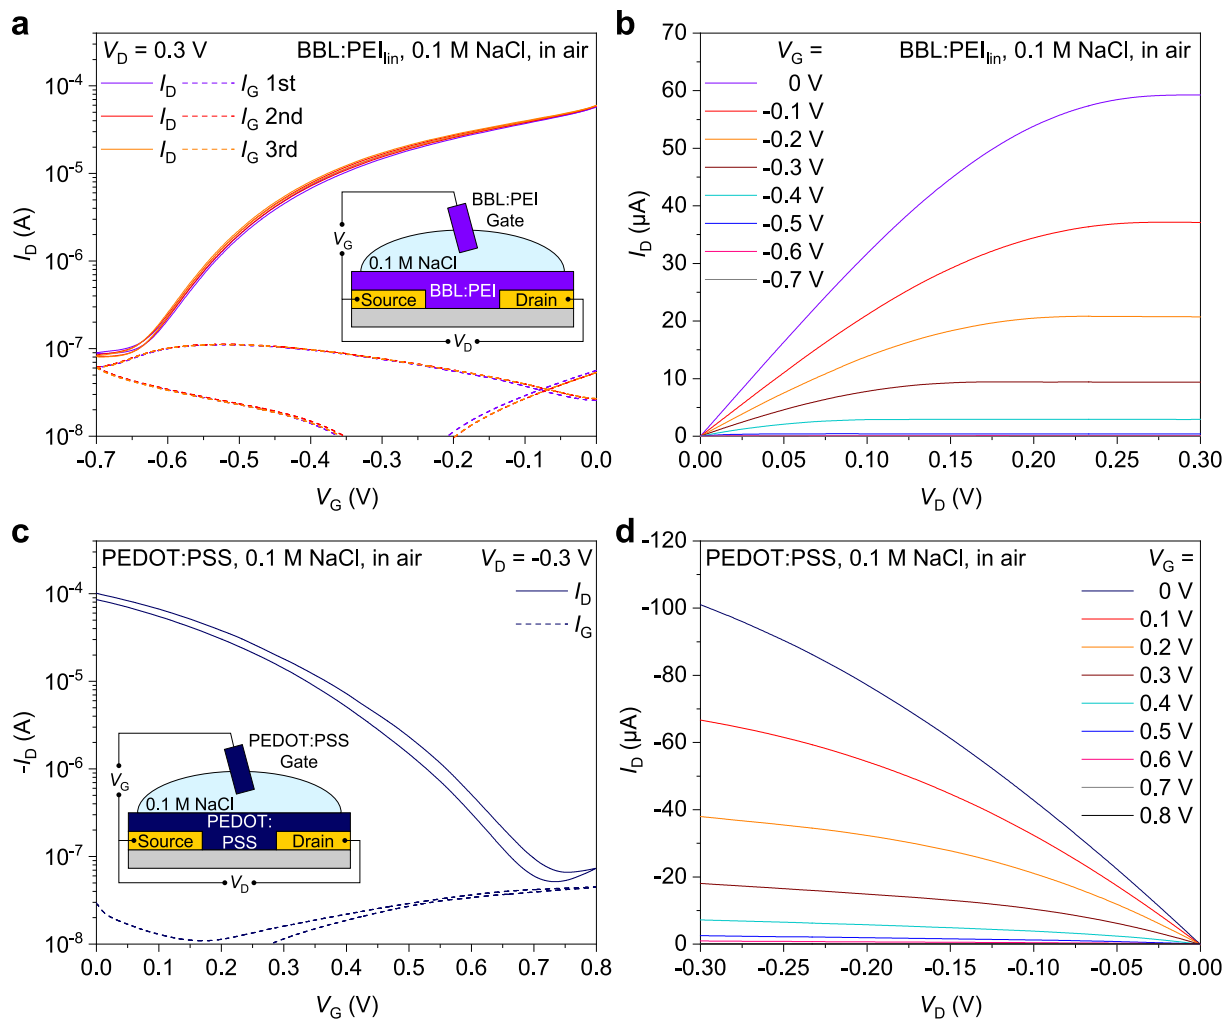 a
V_D = 0.3 V
BBL:PEI_lin, 0.1 M NaCl, in air
I_D I_G 1st
I_D I_G 2nd
I_D I_G 3rd
10⁻⁴
10⁻⁵
10⁻⁶
10⁻⁷
10⁻⁸
I_D (A)
BBL:PEI
Gate
V_G
0.1 M NaCl
BBL:PEI
Source
Drain
V_D
-0.7 -0.6 -0.5 -0.4 -0.3 -0.2 -0.1 0.0
V_G (V)
b
V_G =
BBL:PEI_lin, 0.1 M NaCl, in air
0 V
-0.1 V
-0.2 V
-0.3 V
-0.4 V
-0.5 V
-0.6 V
-0.7 V
70
60
50
40
30
20
10
0
I_D (µA)
0.00 0.05 0.10 0.15 0.20 0.25 0.30
V_D (V)
c
PEDOT:PSS, 0.1 M NaCl, in air
V_D = -0.3 V
I_D
I_G
10⁻⁴
10⁻⁵
10⁻⁶
10⁻⁷
10⁻⁸
-I_D (A)
PEDOT:PSS
Gate
V_G
0.1 M NaCl
PEDOT:
PSS
Source
Drain
V_D
0.0 0.1 0.2 0.3 0.4 0.5 0.6 0.7 0.8
V_G (V)
d
PEDOT:PSS, 0.1 M NaCl, in air
V_G =
0 V
0.1 V
0.2 V
0.3 V
0.4 V
0.5 V
0.6 V
0.7 V
0.8 V
-120
-100
-80
-60
-40
-20
0
I_D (µA)
-0.30 -0.25 -0.20 -0.15 -0.10 -0.05 0.00
V_D (V)